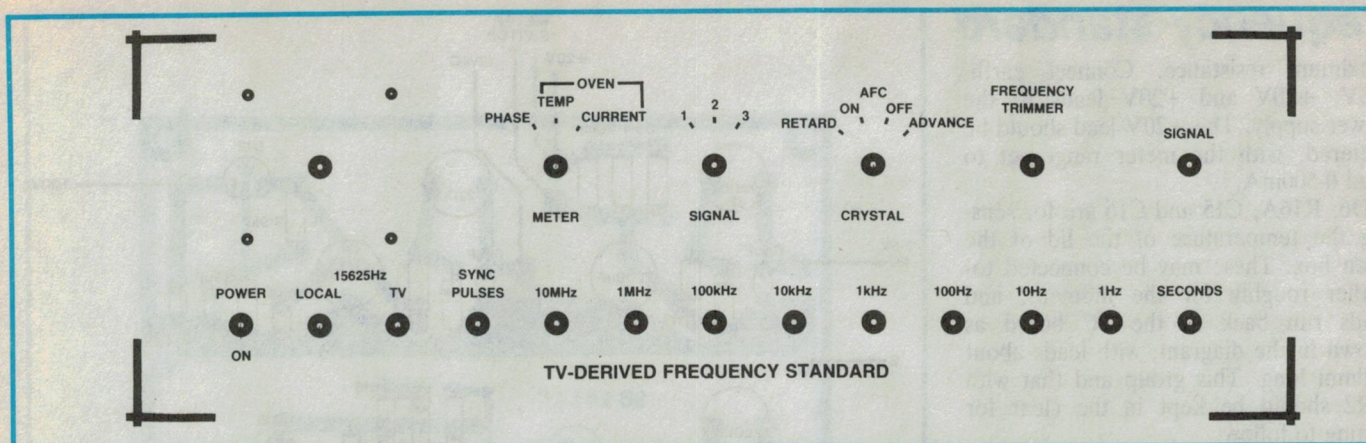 OVEN
TEMP
PHASE CURRENT
METER
1 2 3
SIGNAL
AFC
RETARD ON OFF ADVANCE
CRYSTAL
FREQUENCY
TRIMMER
SIGNAL
POWER
ON
15625Hz
LOCAL TV
SYNC
PULSES
10MHz 1MHz 100kHz 10kHz 1kHz 100Hz 10Hz 1Hz SECONDS
TV-DERIVED FREQUENCY STANDARD